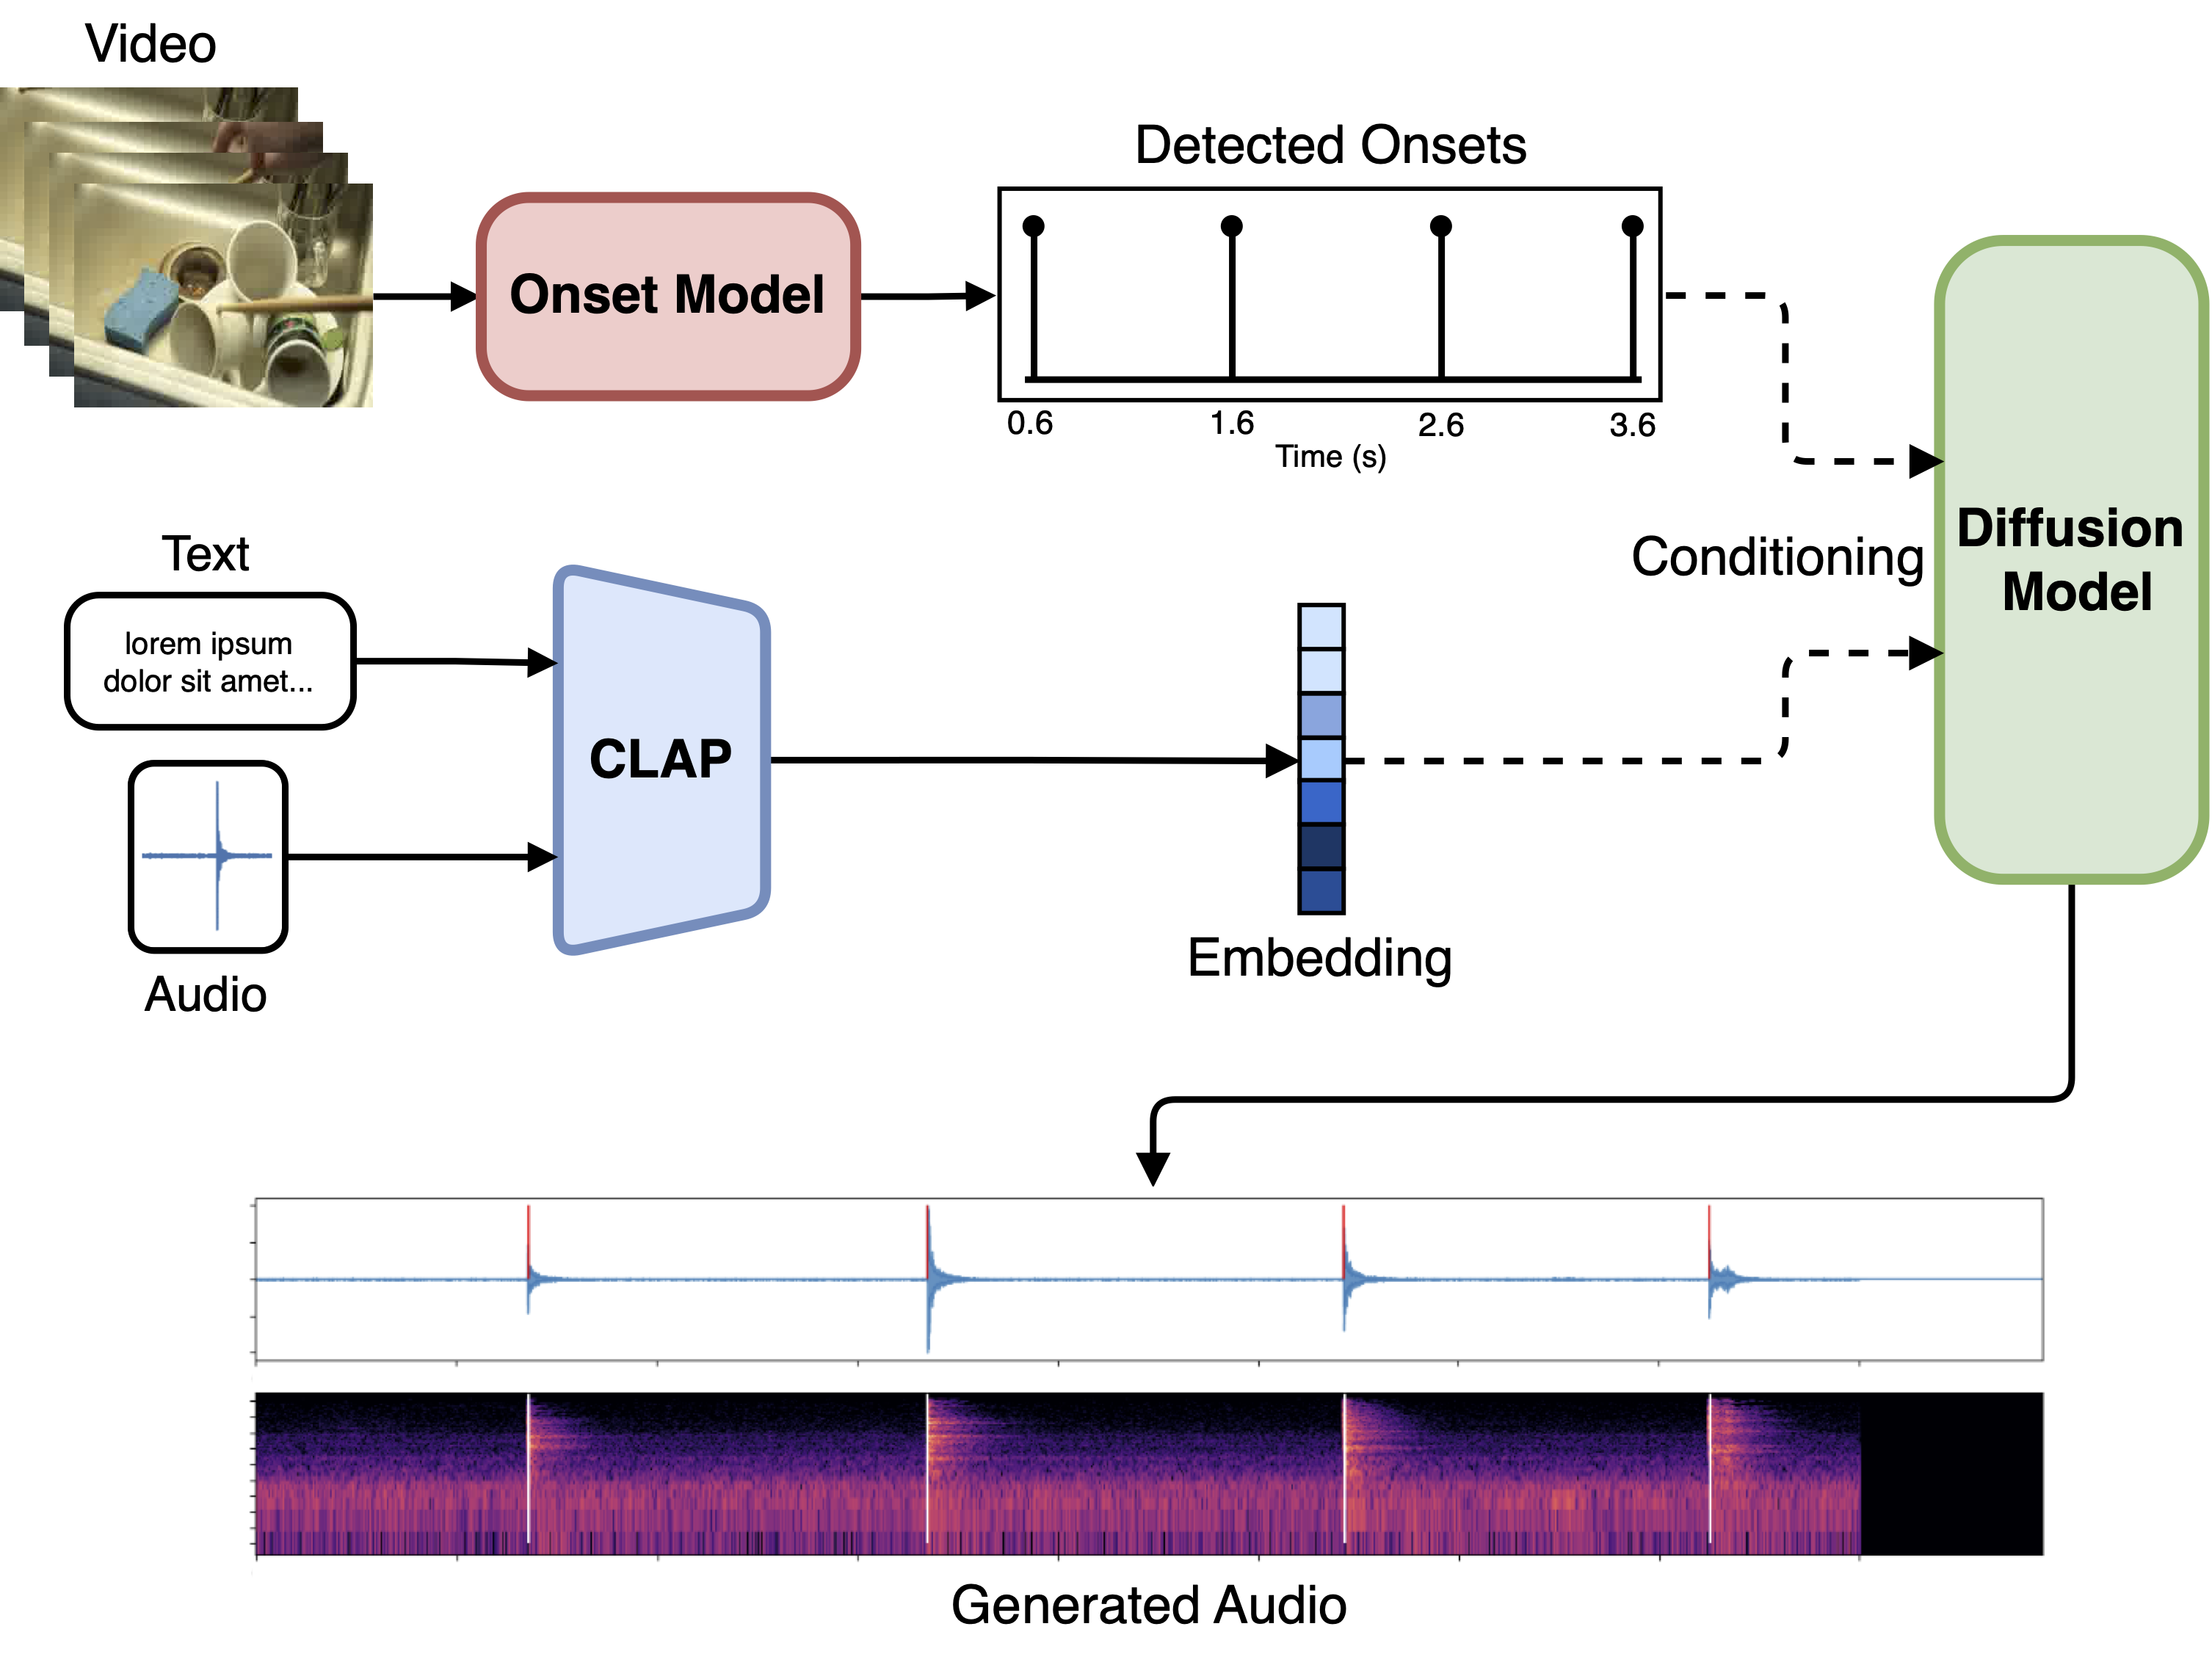 Video
Detected Onsets
Onset Model
0.6 1.6 2.6 3.6
Time (s)
Text
lorem ipsum
dolor sit amet...
Conditioning
Diffusion
Model
CLAP
Embedding
Audio
Generated Audio